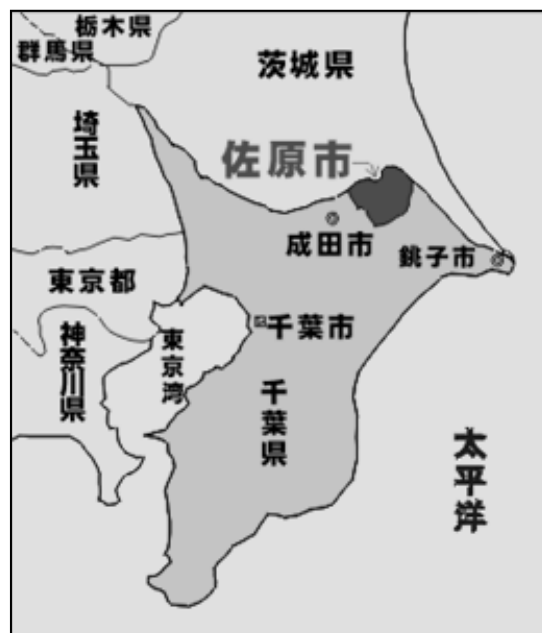 栃木県
群馬県
茨城県
埼玉県
佐原市
成田市
銚子市
東京都
千葉市
神奈川県
東京湾
千葉県
太平洋